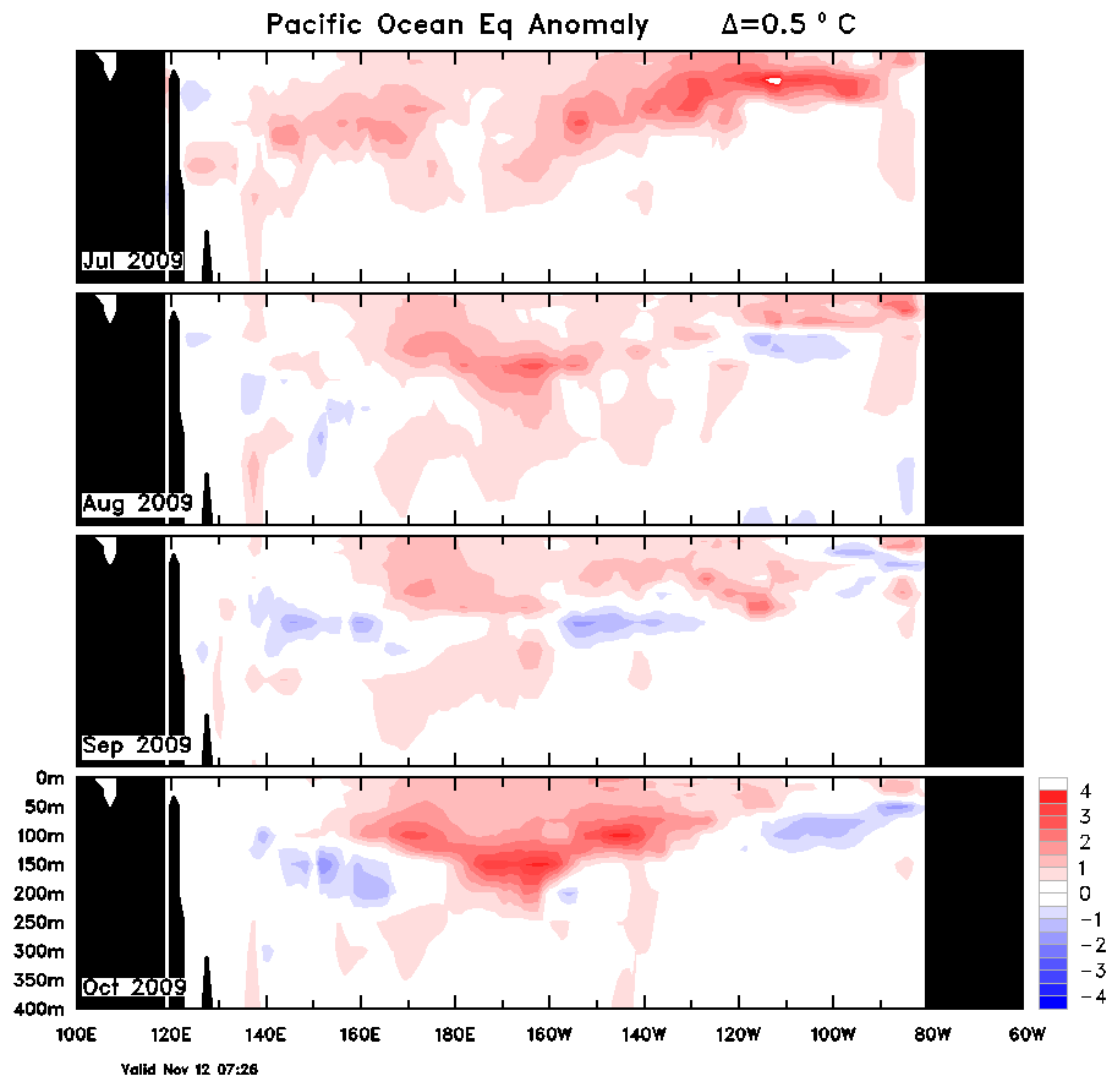 Pacific Ocean Eq Anomaly Δ=0.5 ° C
Jul 2009
Aug 2009
Sep 2009
0m
50m
100m
150m
200m
250m
300m
350m
400m
Oct 2009
4
3
2
1
0
−1
−2
−3
−4
100E 120E 140E 160E 180E 160W 140W 120W 100W 80W 60W
Valid Nov 12 07:26